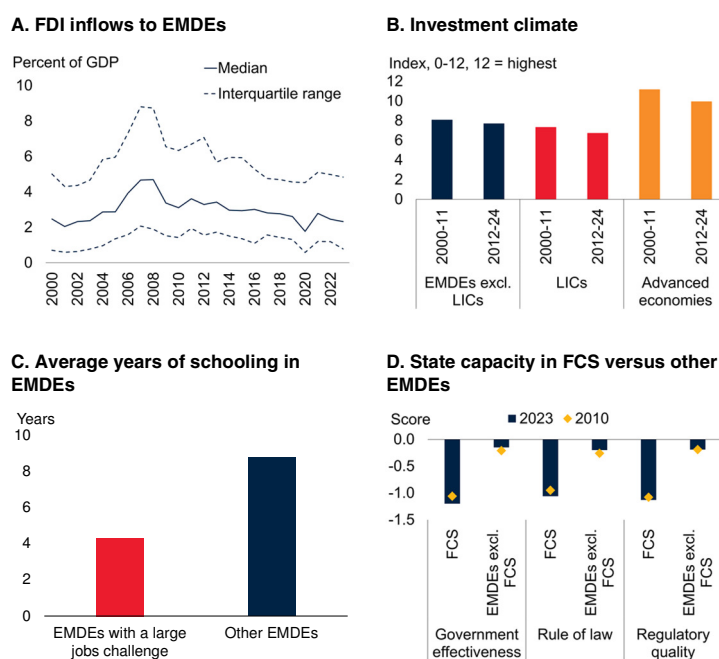 A. FDI inflows to EMDEs
Percent of GDP
Median
Interquartile range
10
8
6
4
2
0
2000
2002
2004
2006
2008
2010
2012
2014
2016
2018
2020
2022
B. Investment climate
Index, 0-12, 12 = highest
12
10
8
6
4
2
0
2000-11
2012-24
2000-11
2012-24
2000-11
2012-24
EMDEs excl.
LICs
LICs
Advanced
economies
C. Average years of schooling in
EMDEs
Years
10
8
6
4
2
0
EMDEs with a large
jobs challenge
Other EMDEs
D. State capacity in FCS versus other
EMDEs
Score
2023
2010
0.0
-0.5
-1.0
-1.5
FCS
EMDEs excl.
FCS
FCS
EMDEs excl.
FCS
FCS
EMDEs excl.
FCS
Government
effectiveness
Rule of law
Regulatory
quality